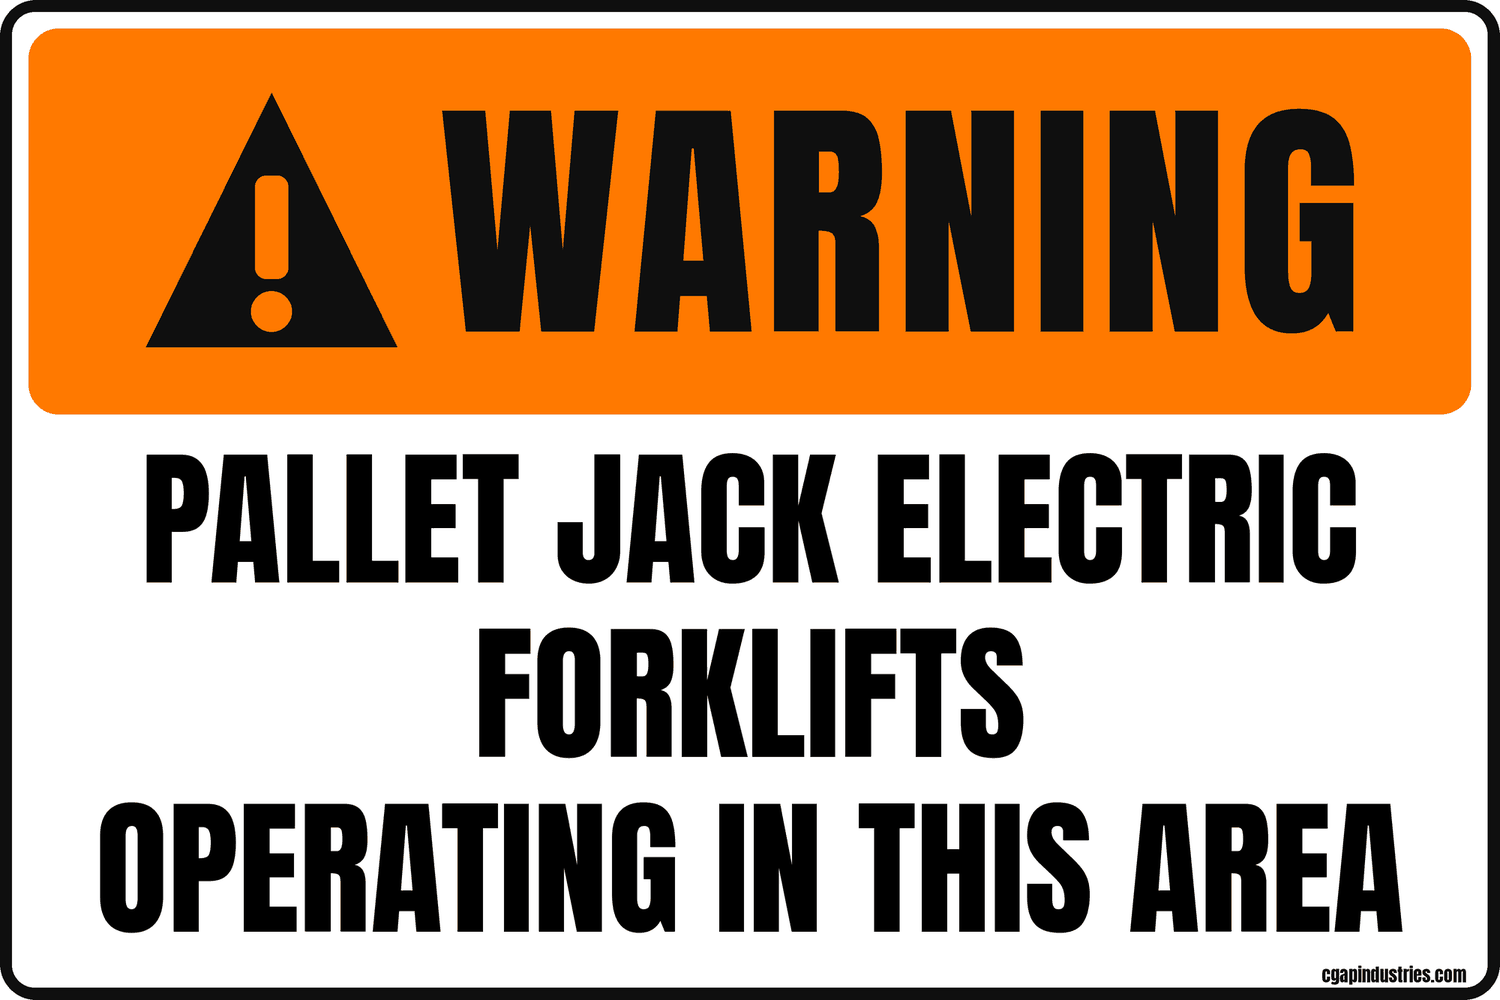 WARNING
PALLET JACK ELECTRIC
FORKLIFTS
OPERATING IN THIS AREA
cgapindustries.com